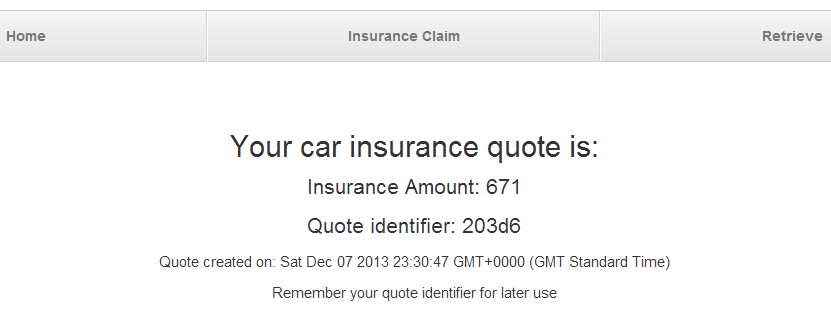 Home Insurance Claim Retrieve
Your car insurance quote is:
Insurance Amount: 671
Quote identifier: 203d6
Quote created on: Sat Dec 07 2013 23:30:47 GMT+0000 (GMT Standard Time)
Remember your quote identifier for later use